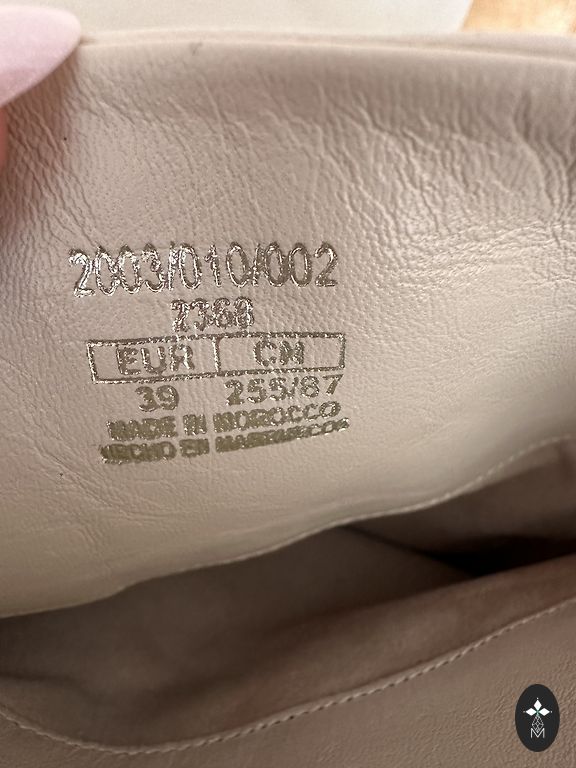 2003/010/002
2368
EUR CM
39 255/87
MADE IN MOROCCO
HECHO EN MARRUECOS
M